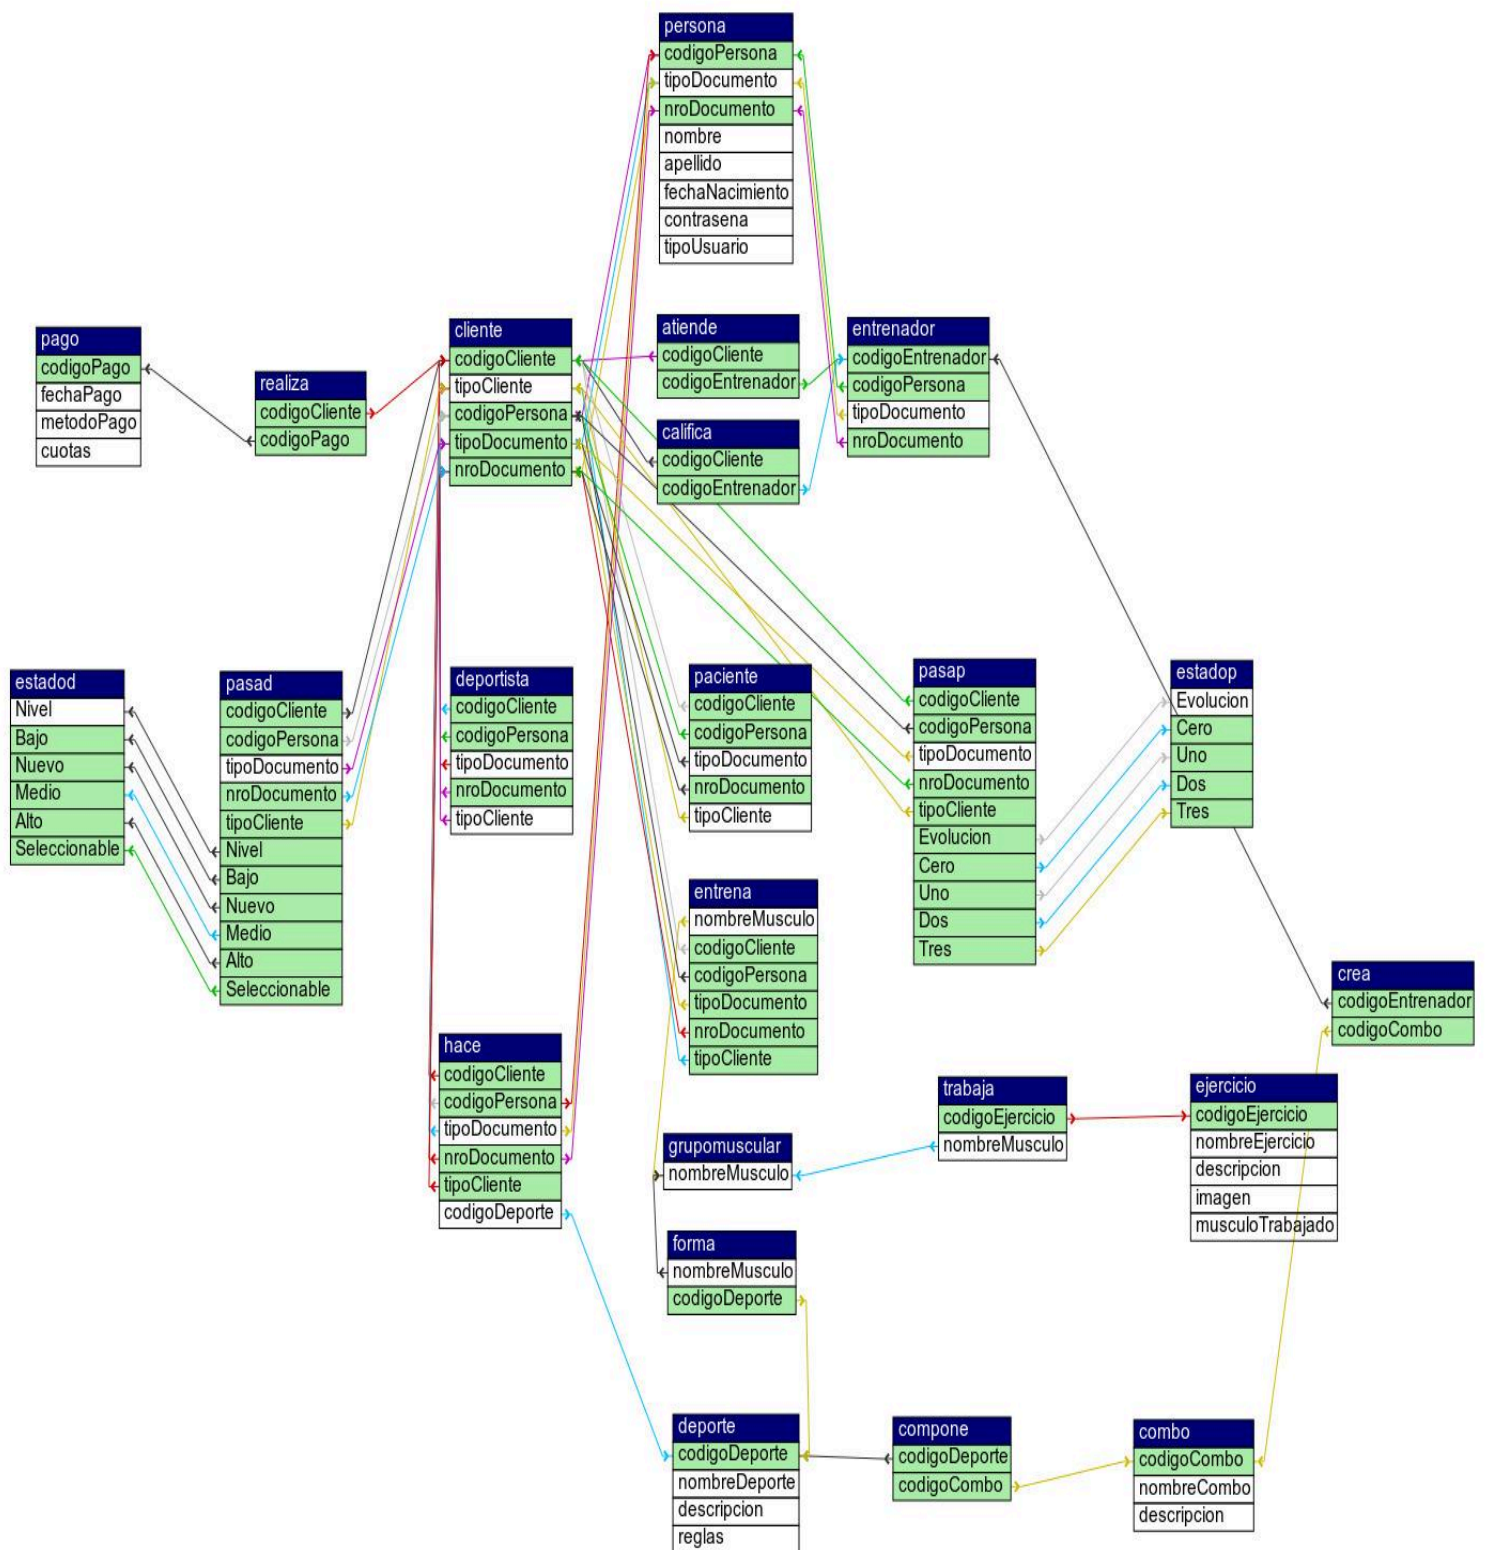 persona
codigoPersona
tipoDocumento
nroDocumento
nombre
apellido
fechaNacimiento
contrasena
tipoUsuario
pago
codigoPago
fechaPago
metodoPago
cuotas
realiza
codigoCliente
codigoPago
cliente
codigoCliente
tipoCliente
codigoPersona
tipoDocumento
nroDocumento
atiende
codigoCliente
codigoEntrenador
califica
codigoCliente
codigoEntrenador
entrenador
codigoEntrenador
codigoPersona
tipoDocumento
nroDocumento
estadod
Nivel
Bajo
Nuevo
Medio
Alto
Seleccionable
pasad
codigoCliente
codigoPersona
tipoDocumento
nroDocumento
tipoCliente
Nivel
Bajo
Nuevo
Medio
Alto
Seleccionable
deportista
codigoCliente
codigoPersona
tipoDocumento
nroDocumento
tipoCliente
paciente
codigoCliente
codigoPersona
tipoDocumento
nroDocumento
tipoCliente
pasap
codigoCliente
codigoPersona
tipoDocumento
nroDocumento
tipoCliente
Evolucion
Cero
Uno
Dos
Tres
estadop
Evolucion
Cero
Uno
Dos
Tres
entrena
nombreMusculo
codigoCliente
codigoPersona
tipoDocumento
nroDocumento
tipoCliente
crea
codigoEntrenador
codigoCombo
hace
codigoCliente
codigoPersona
tipoDocumento
nroDocumento
tipoCliente
codigoDeporte
trabaja
codigoEjercicio
nombreMusculo
ejercicio
codigoEjercicio
nombreEjercicio
descripcion
imagen
musculoTrabajado
grupomuscular
nombreMusculo
forma
nombreMusculo
codigoDeporte
deporte
codigoDeporte
nombreDeporte
descripcion
reglas
compone
codigoDeporte
codigoCombo
combo
codigoCombo
nombreCombo
descripcion